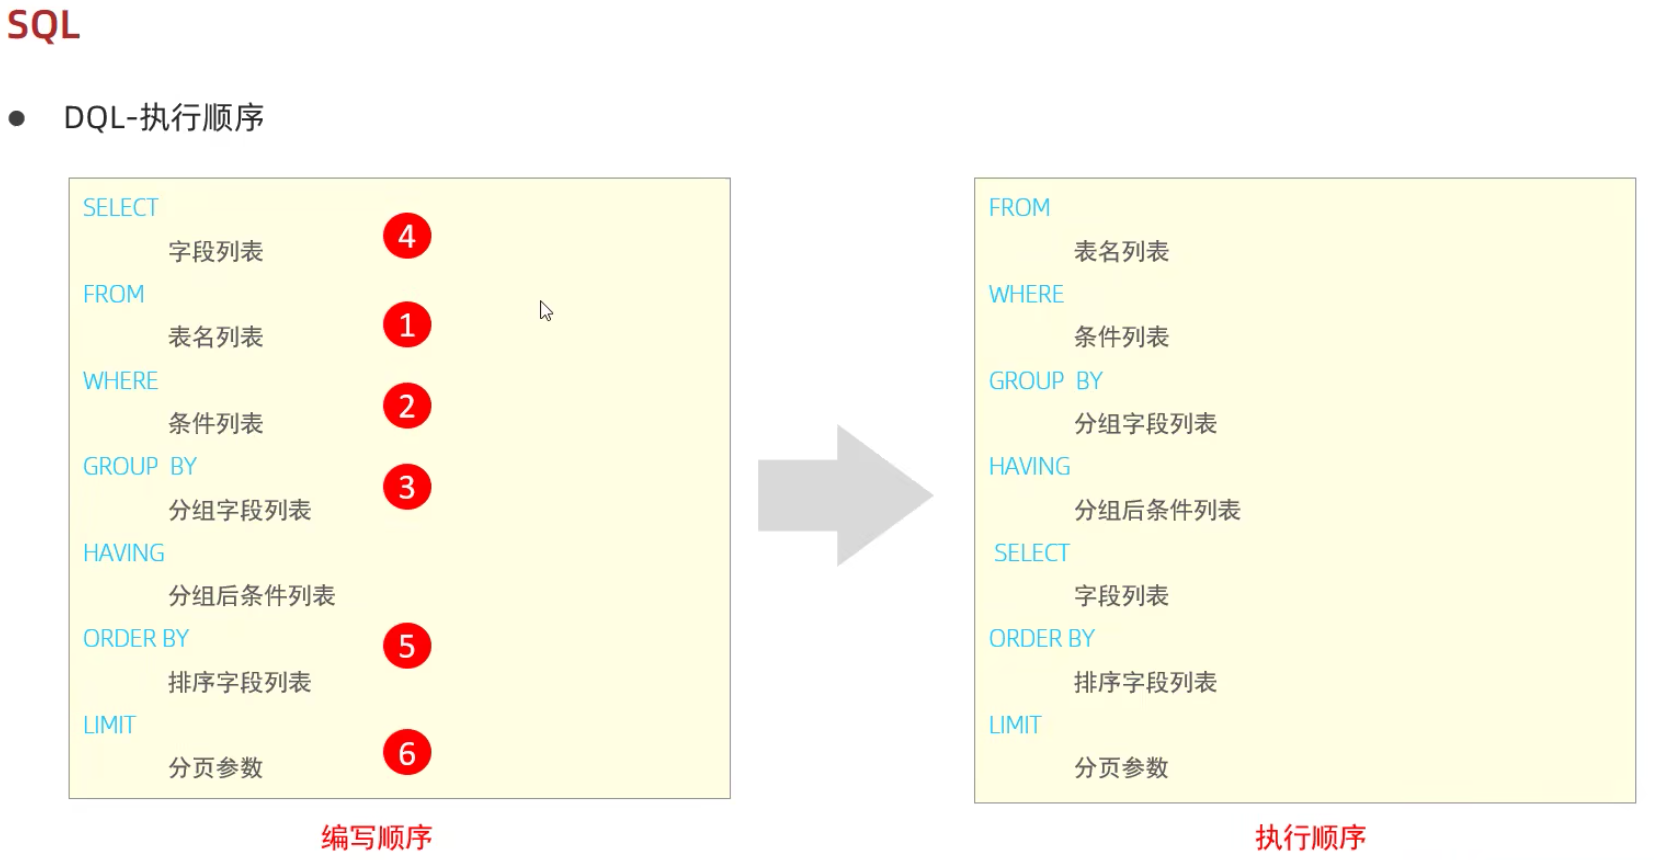 SQL
DQL-执行顺序
SELECT
字段列表
4
FROM
表名列表
1
WHERE
条件列表
2
GROUP BY
分组字段列表
3
HAVING
分组后条件列表
ORDER BY
排序字段列表
5
LIMIT
分页参数
6
编写顺序
FROM
表名列表
WHERE
条件列表
GROUP BY
分组字段列表
HAVING
分组后条件列表
SELECT
字段列表
ORDER BY
排序字段列表
LIMIT
分页参数
执行顺序